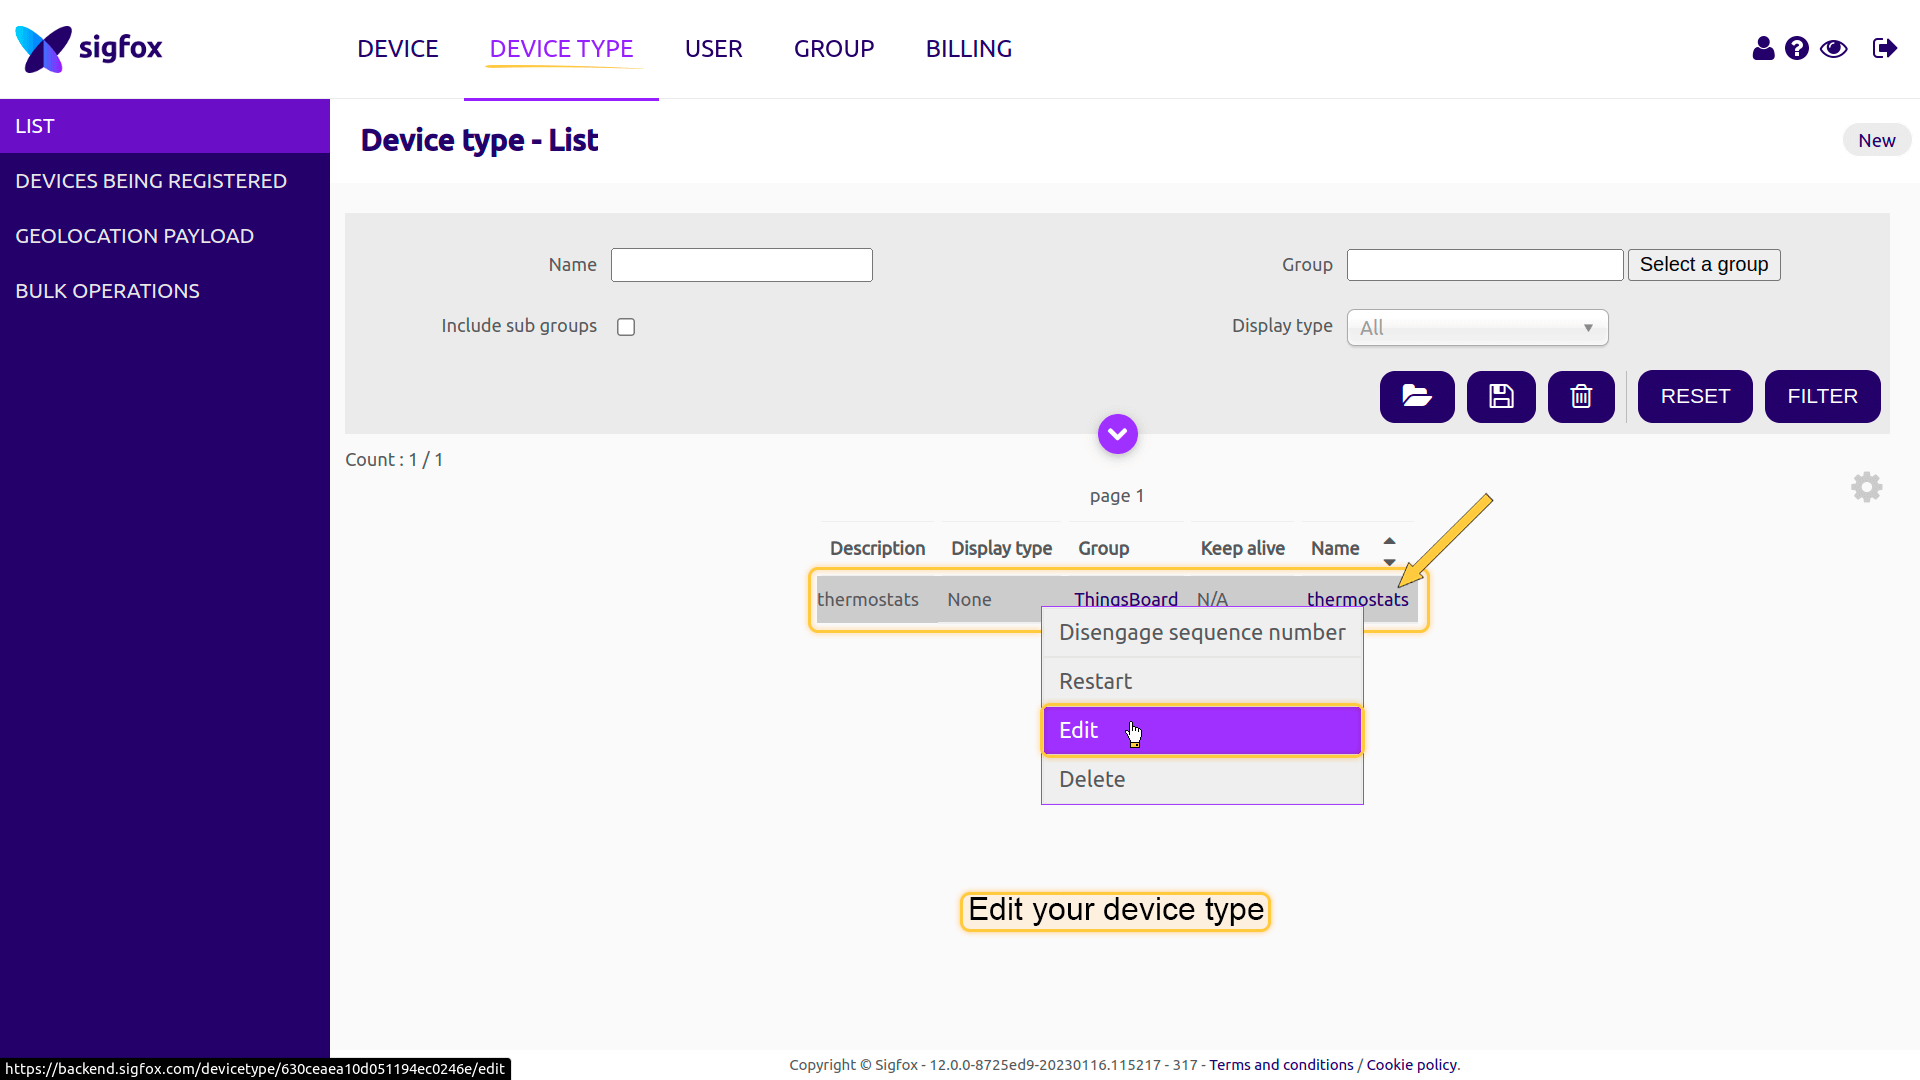 sigfox
DEVICE DEVICE TYPE USER GROUP BILLING
LIST
DEVICES BEING REGISTERED
GEOLOCATION PAYLOAD
BULK OPERATIONS
Device type - List
New
Name
Group Select a group
Include sub groups
Display type All
RESET FILTER
Count : 1 / 1
page 1
Description Display type Group Keep alive Name
thermostats None ThingsBoard N/A thermostats
Disengage sequence number
Restart
Edit
Delete
Edit your device type
https://backend.sigfox.com/devicetype/630ceaea10d051194ec0246e/edit
Copyright © Sigfox - 12.0.0-8725ed9-20230116.115217 - 317 - Terms and conditions / Cookie policy.